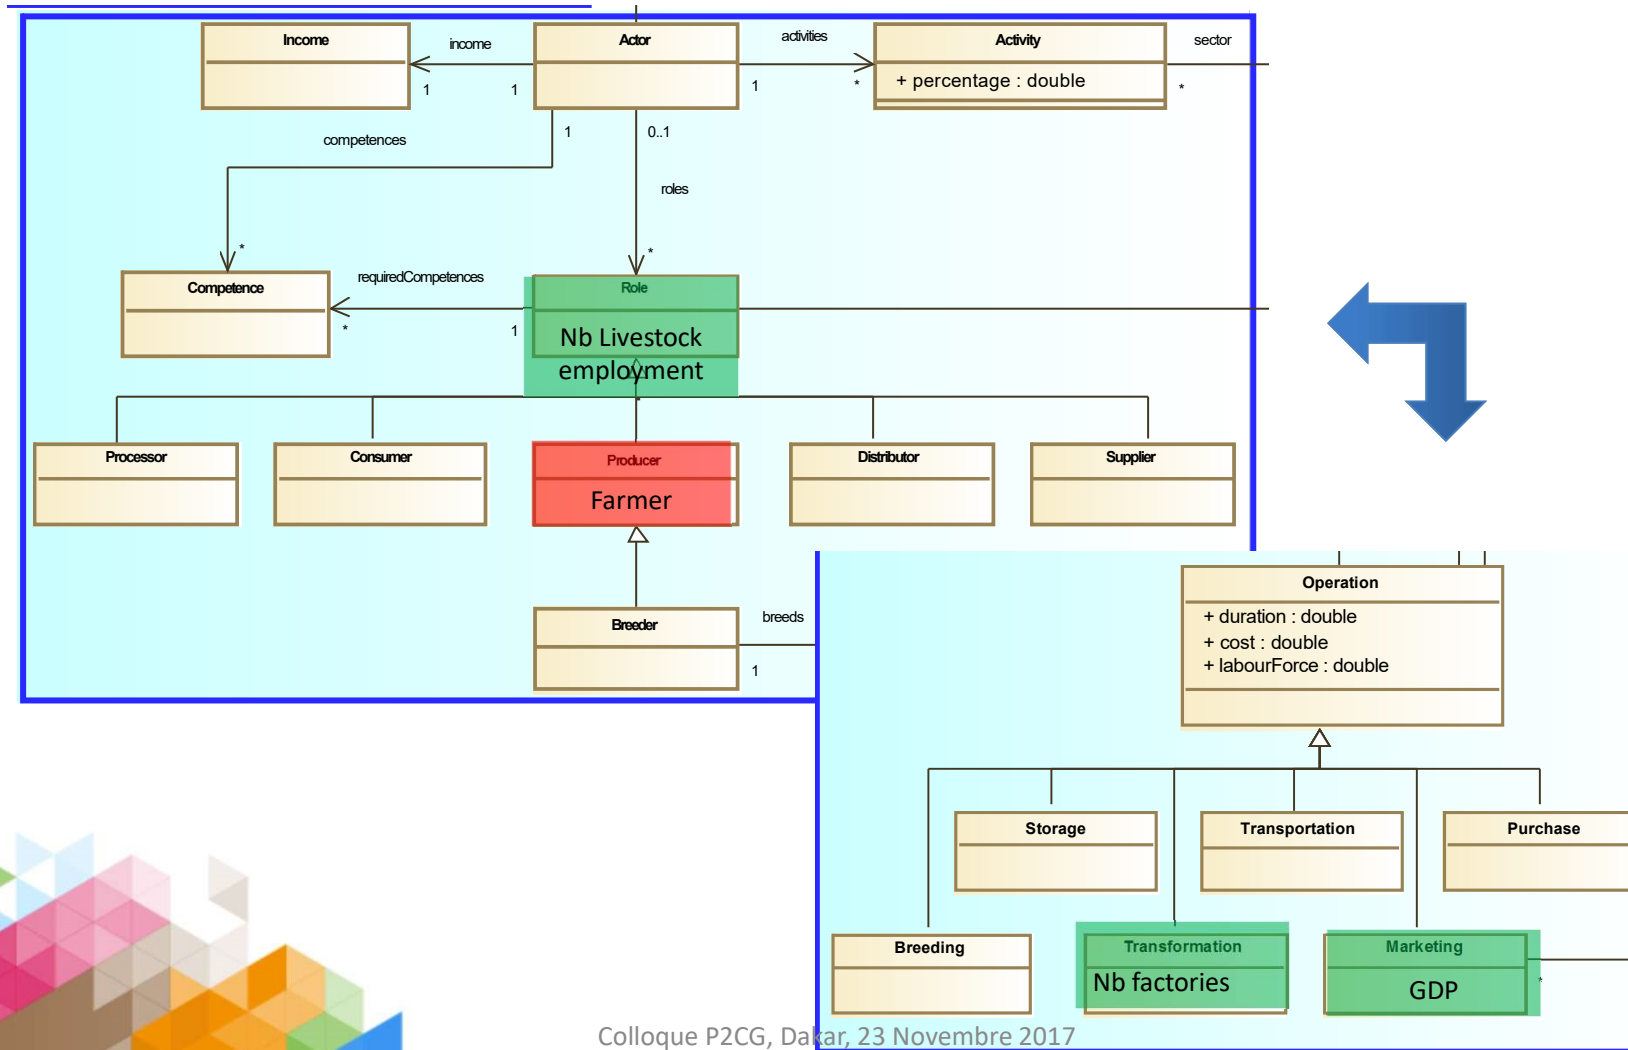 Income
income
Actor
activities
Activity
sector
+ percentage : double
1
1
1
*
*
competences
1
0..1
roles
*
*
Competence
requiredCompetences
Role
*
1
Nb Livestock
employment
Processor
Consumer
Producer
Distributor
Supplier
Farmer
Breeder
breeds
1
Operation
+ duration : double
+ cost : double
+ labourForce : double
Storage
Transportation
Purchase
Breeding
Transformation
Marketing
Nb factories
GDP
*
Colloque P2CG, Dakar, 23 Novembre 2017